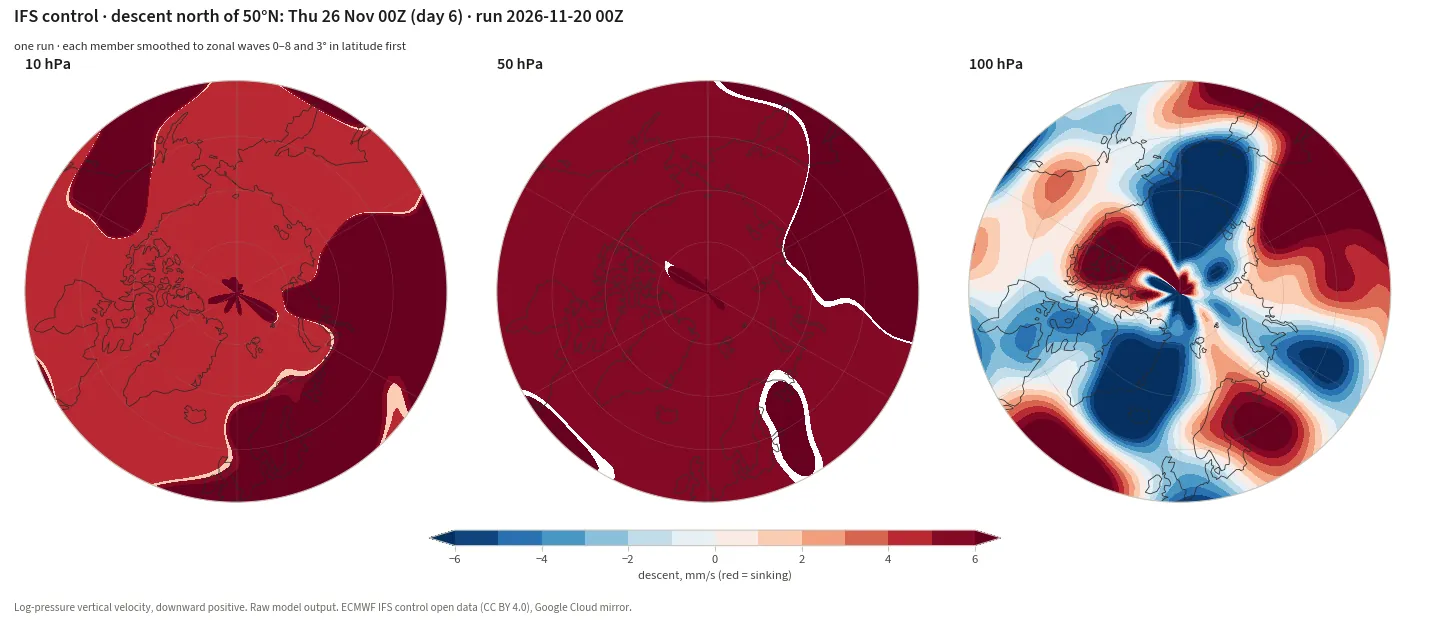 IFS control · descent north of 50°N: Thu 26 Nov 00Z (day 6) · run 2026-11-20 00Z
one run · each member smoothed to zonal waves 0–8 and 3° in latitude first
10 hPa
50 hPa
100 hPa
−6 −4 −2 0 2 4 6
descent, mm/s (red = sinking)
Log-pressure vertical velocity, downward positive. Raw model output. ECMWF IFS control open data (CC BY 4.0), Google Cloud mirror.